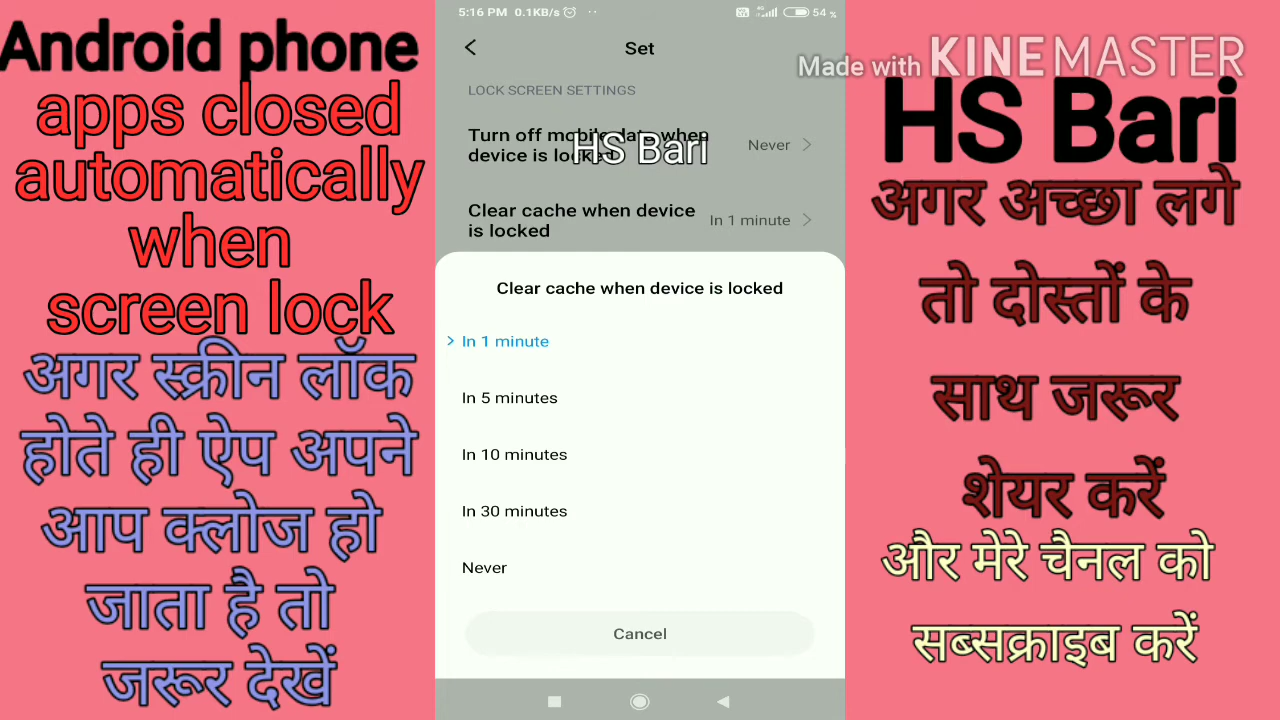 Android phone
apps closed
automatically
when
screen lock
अगर स्क्रीन लॉक
होते ही ऐप अपने
आप क्लोज हो
जाता है तो
जरूर देखें
5:16 PM 0.1KB/s
54 %
Set
LOCK SCREEN SETTINGS
Turn off mobile data when
device is locked
Never
HS Bari
Clear cache when device
is locked
In 1 minute
Clear cache when device is locked
In 1 minute
In 5 minutes
In 10 minutes
In 30 minutes
Never
Cancel
Made with KINEMASTER
HS Bari
अगर अच्छा लगे
तो दोस्तों के
साथ जरूर
शेयर करें
और मेरे चैनल को
सब्सक्राइब करें